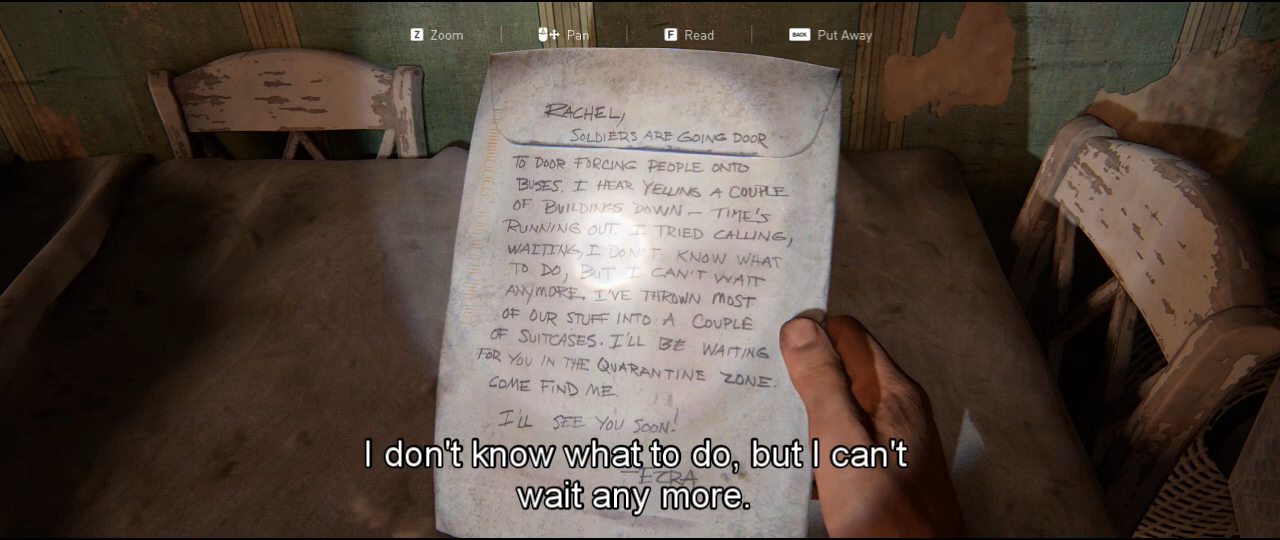 Z Zoom
Pan
F Read
BACK Put Away
RACHEL,
SOLDIERS ARE GOING DOOR
TO DOOR FORCING PEOPLE ONTO
BUSES. I HEAR YELLING A COUPLE
OF BUILDINGS DOWN – TIME'S
RUNNING OUT. I TRIED CALLING,
WAITING, I DON'T KNOW WHAT
TO DO, BUT I CAN'T WAIT
ANYMORE. I'VE THROWN MOST
OF OUR STUFF INTO A COUPLE
OF SUITCASES. I'LL BE WAITING
FOR YOU IN THE QUARANTINE ZONE.
COME FIND ME.
I'LL SEE YOU SOON!
–EZRA
I don't know what to do, but I can't
wait any more.